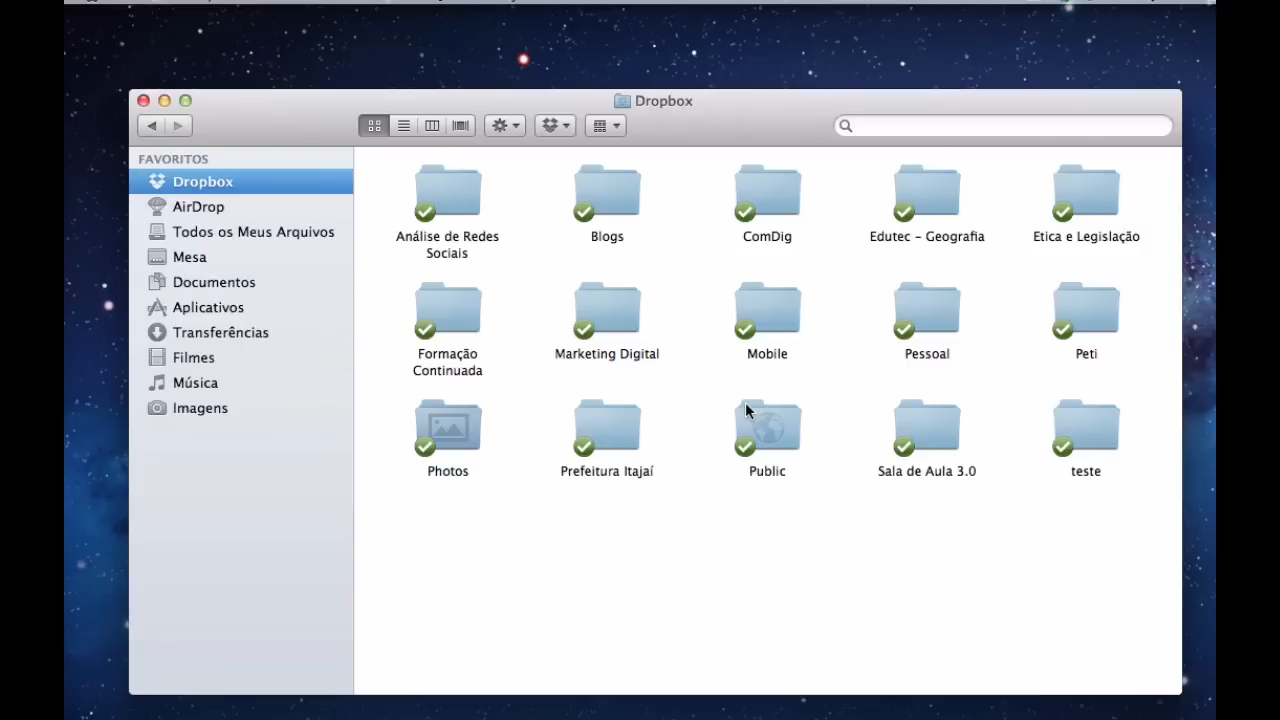 Dropbox
FAVORITOS
Dropbox
AirDrop
Todos os Meus Arquivos
Mesa
Documentos
Aplicativos
Transferências
Filmes
Música
Imagens
Análise de Redes
Sociais
Blogs
ComDig
Edutec - Geografia
Etica e Legislação
Formação
Continuada
Marketing Digital
Mobile
Pessoal
Peti
Photos
Prefeitura Itajaí
Public
Sala de Aula 3.0
teste